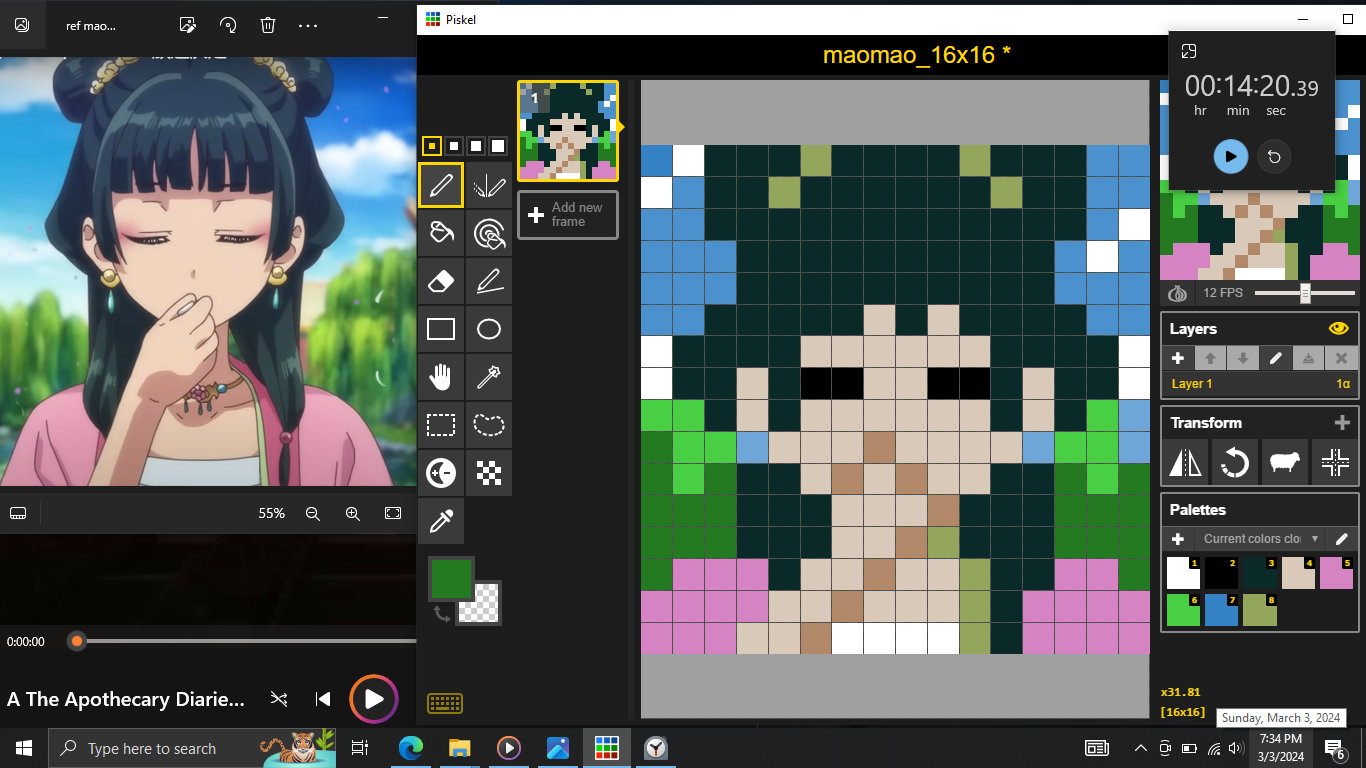 ref mao...
Piskel
maomao_16x16 *
00:14:20.39
hr min sec
1
Add new
frame
12 FPS
Layers
Layer 1 1α
Transform
Palettes
Current colors clo
1 2 3 4 5
6 7 8
55%
0:00:00
A The Apothecary Diarie...
x31.81
[16x16]
Sunday, March 3, 2024
Type here to search
7:34 PM
3/3/2024
6